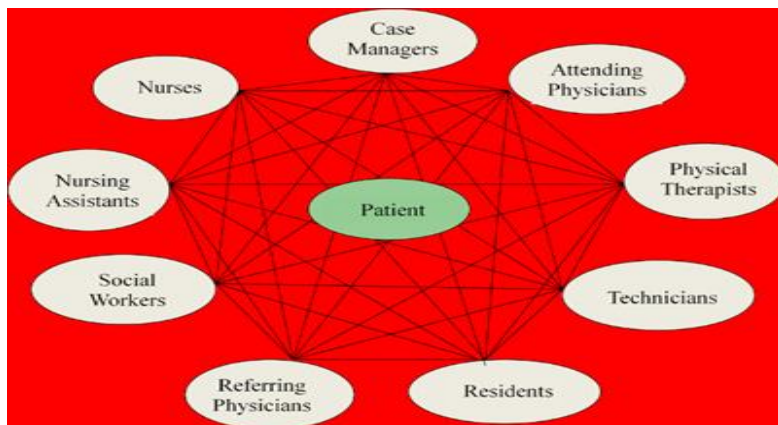 Case
Managers
Attending
Physicians
Nurses
Physical
Therapists
Nursing
Assistants
Patient
Social
Workers
Technicians
Referring
Physicians
Residents